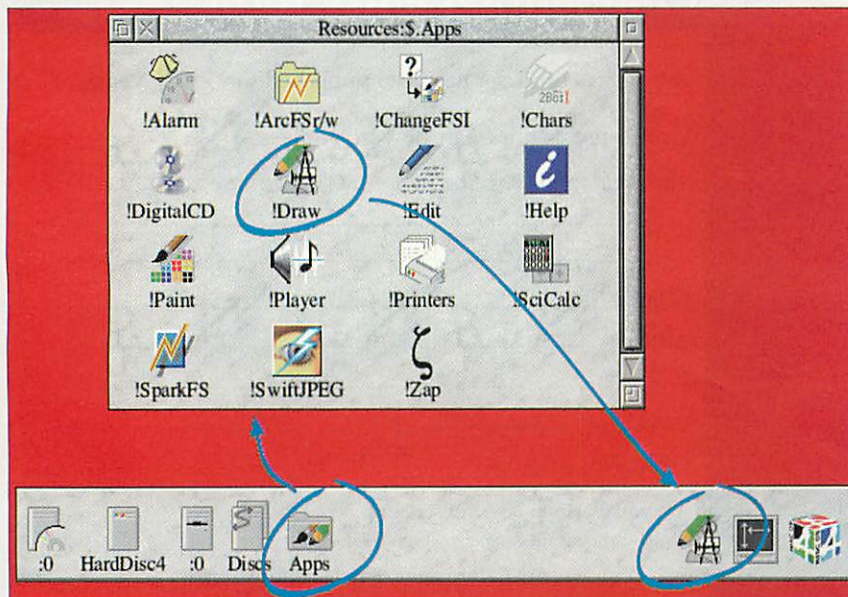 Resources:$.Apps
!Alarm !ArcFSr/w !ChangeFSI !Chars
!DigitalCD !Draw !Edit !Help
!Paint !Player !Printers !SciCalc
!SparkFS !SwiftJPEG !Zap
:0 HardDisc4 :0 Discs Apps